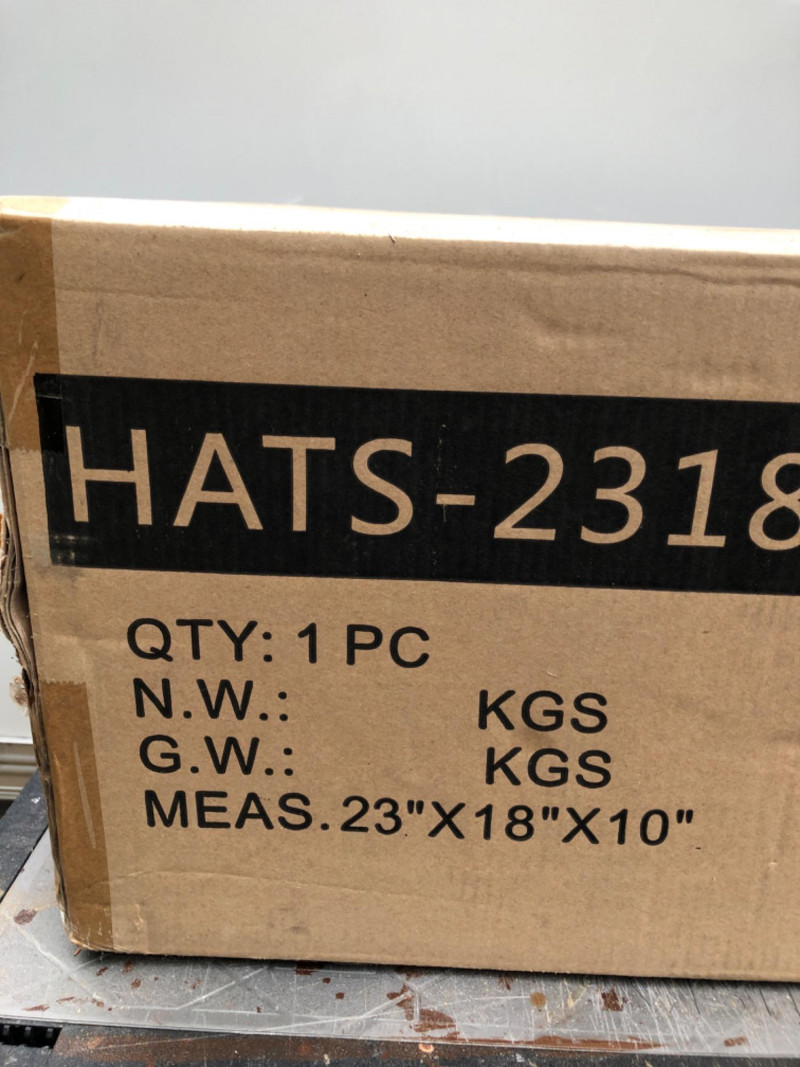 HATS-2318
QTY: 1 PC
N.W.: KGS
G.W.: KGS
MEAS. 23"X18"X10"